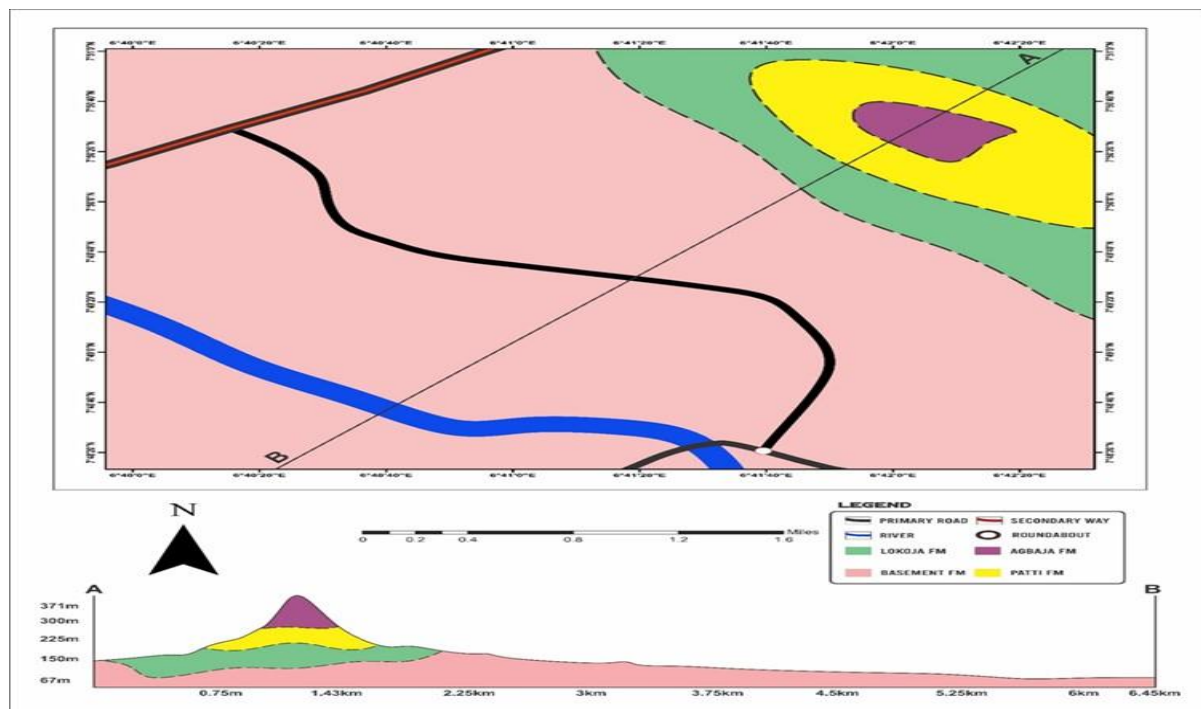 6°40'0"E 6°40'20"E 6°40'40"E 6°41'0"E 6°41'20"E 6°41'40"E 6°42'0"E 6°42'20"E
A
B
6°40'0"E 6°40'20"E 6°40'40"E 6°41'0"E 6°41'20"E 6°41'40"E 6°42'0"E 6°42'20"E
N
Miles
0 0.2 0.4 0.8 1.2 1.6
LEGEND
PRIMARY ROAD SECONDARY WAY
RIVER ROUNDABOUT
LOKOJA FM AGBAJA FM
BASEMENT FM PATTI FM
A B
371m
300m
225m
150m
67m
0.75m 1.43km 2.25km 3km 3.75km 4.5km 5.25km 6km 6.45km